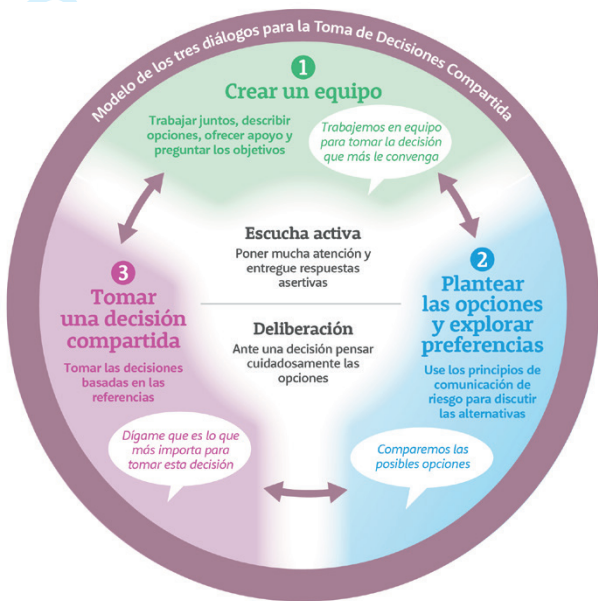 Modelo de los tres diálogos para la Toma de Decisiones Compartida
1
Crear un equipo
Trabajar juntos, describir
opciones, ofrecer apoyo y
preguntar los objetivos
Trabajemos en equipo
para tomar la decisión
que más le convenga
Escucha activa
Poner mucha atención y
entregue respuestas
asertivas
Deliberación
Ante una decisión pensar
cuidadosamente las
opciones
2
Plantear
las opciones
y explorar
preferencias
Use los principios de
comunicación de
riesgo para discutir
las alternativas
Comparemos las
posibles opciones
3
Tomar
una decisión
compartida
Tomar las decisiones
basadas en las
referencias
Dígame que es lo que
más importa para
tomar esta decisión